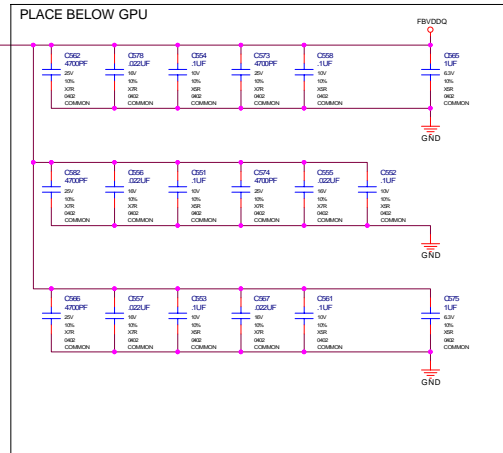 PLACE BELOW GPU
FBVDDQ
C562
4700PF
25V
10%
X7R
0402
COMMON
C578
.022UF
16V
10%
X7R
0402
COMMON
C554
.1UF
10V
10%
X5R
0402
COMMON
C573
4700PF
25V
10%
X7R
0402
COMMON
C558
.1UF
10V
10%
X5R
0402
COMMON
C565
1UF
6.3V
10%
X5R
0402
COMMON
GND
C582
4700PF
25V
10%
X7R
0402
COMMON
C556
.022UF
16V
10%
X7R
0402
COMMON
C551
.1UF
10V
10%
X5R
0402
COMMON
C574
4700PF
25V
10%
X7R
0402
COMMON
C555
.022UF
16V
10%
X7R
0402
COMMON
C552
.1UF
10V
10%
X5R
0402
COMMON
GND
C566
4700PF
25V
10%
X7R
0402
COMMON
C557
.022UF
16V
10%
X7R
0402
COMMON
C553
.1UF
10V
10%
X5R
0402
COMMON
C567
.022UF
16V
10%
X7R
0402
COMMON
C561
.1UF
10V
10%
X5R
0402
COMMON
C575
1UF
6.3V
10%
X5R
0402
COMMON
GND